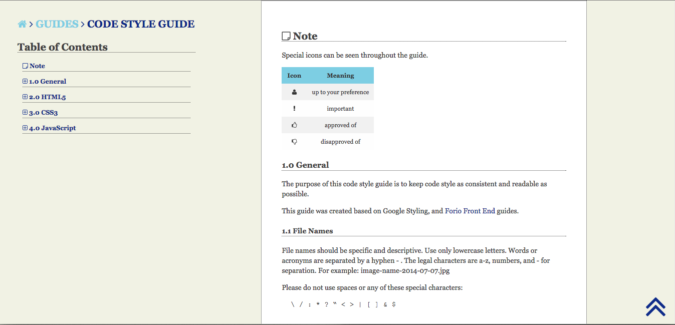 > GUIDES > CODE STYLE GUIDE
Table of Contents
Note
1.0 General
2.0 HTML5
3.0 CSS3
4.0 JavaScript
Note
Special icons can be seen throughout the guide.
Icon Meaning
up to your preference
important
approved of
disapproved of
1.0 General
The purpose of this code style guide is to keep code style as consistent and readable as
possible.
This guide was created based on Google Styling, and Forio Front End guides.
1.1 File Names
File names should be specific and descriptive. Use only lowercase letters. Words or
acronyms are separated by a hyphen - . The legal characters are a-z, numbers, and - for
separation. For example: image-name-2014-07-07.jpg
Please do not use spaces or any of these special characters:
\ / : * ? " < > | [ ] & $